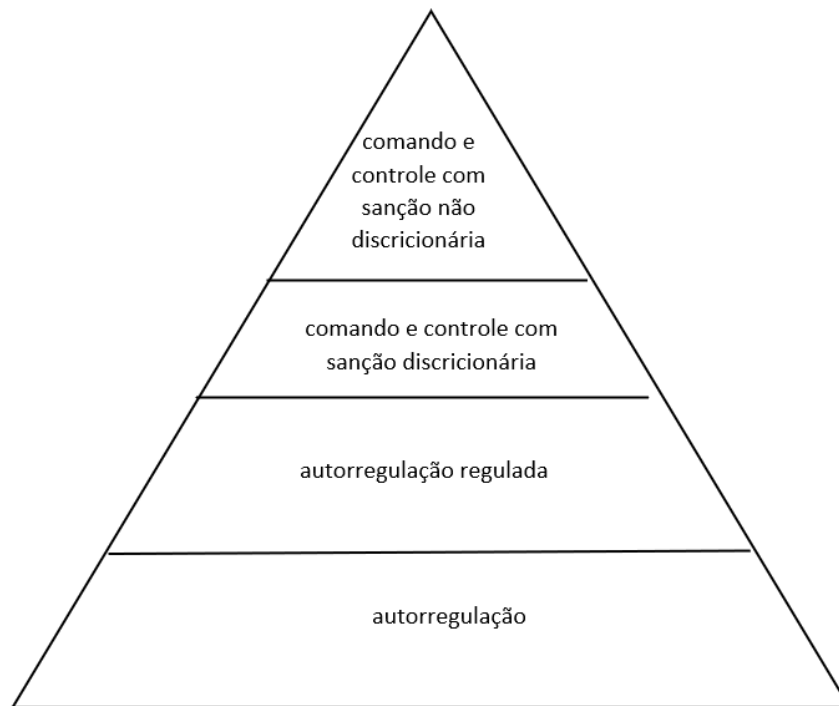 comando e
controle com
sanção não
discricionária
comando e controle com
sanção discricionária
autorregulação regulada
autorregulação